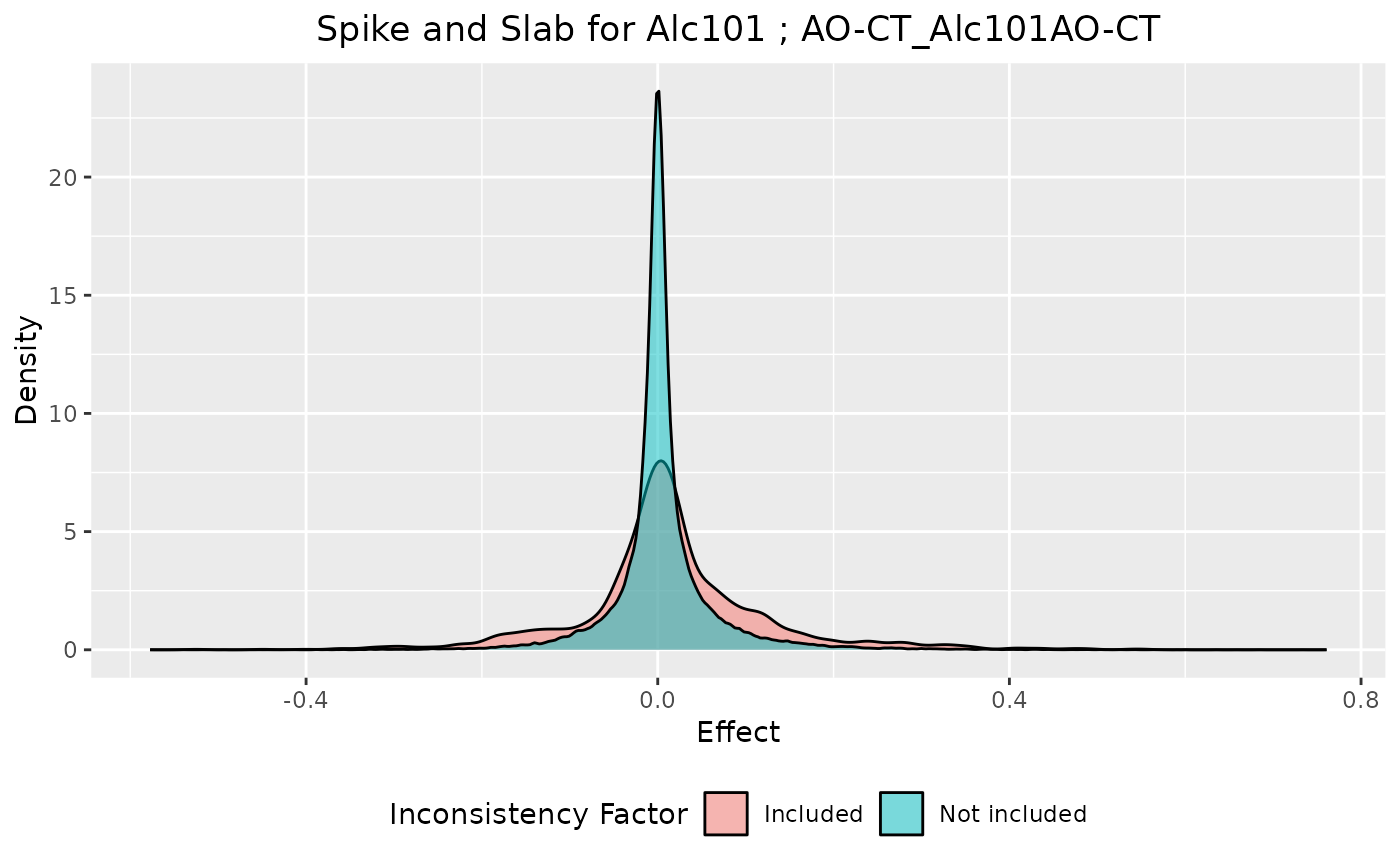 Spike and Slab for Alc101 ; AO-CT_Alc101AO-CT
Density
20
15
10
5
0
-0.4 0.0 0.4 0.8
Effect
Inconsistency Factor Included Not included